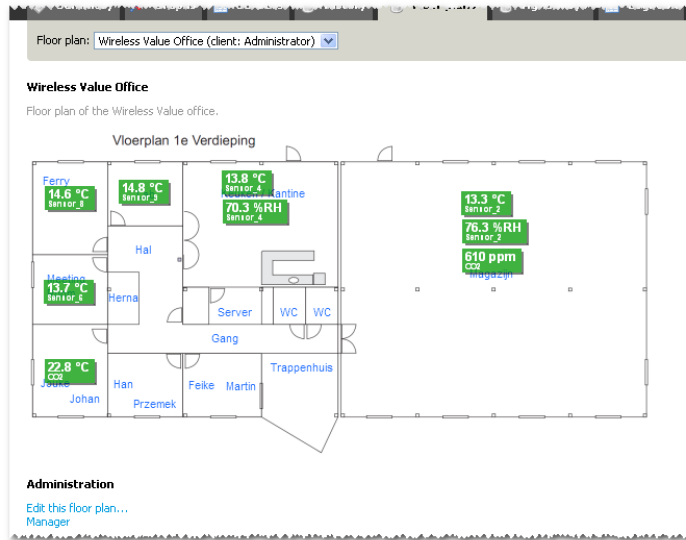 Floor plan: Wireless Value Office (client: Administrator)
Wireless Value Office
Floor plan of the Wireless Value office.
Vloerplan 1e Verdieping
Ferry
14.6 °C
14.8 °C
Sensor_3
13.8 °C
Sensor_4
Keuken / Kantine
70.3 %RH
Sensor_4
13.3 °C
Sensor_2
76.3 %RH
Sensor_2
610 ppm
CO2
Magazijn
Hal
Meeting
13.7 °C
Herna
Server
WC
WC
Gang
22.8 °C
CO2
Johan
Han
Przemek
Feike
Martin
Trappenhuis
Administration
Edit this floor plan...
Manager